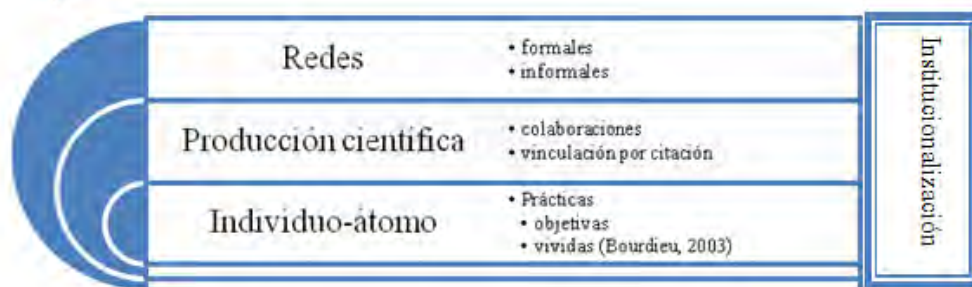 Redes
• formales
• informales
Producción científica
• colaboraciones
• vinculación por citación
Individuo-átomo
• Prácticas
• objetivas
• vividas (Bourdieu, 2003)
Institucionalización